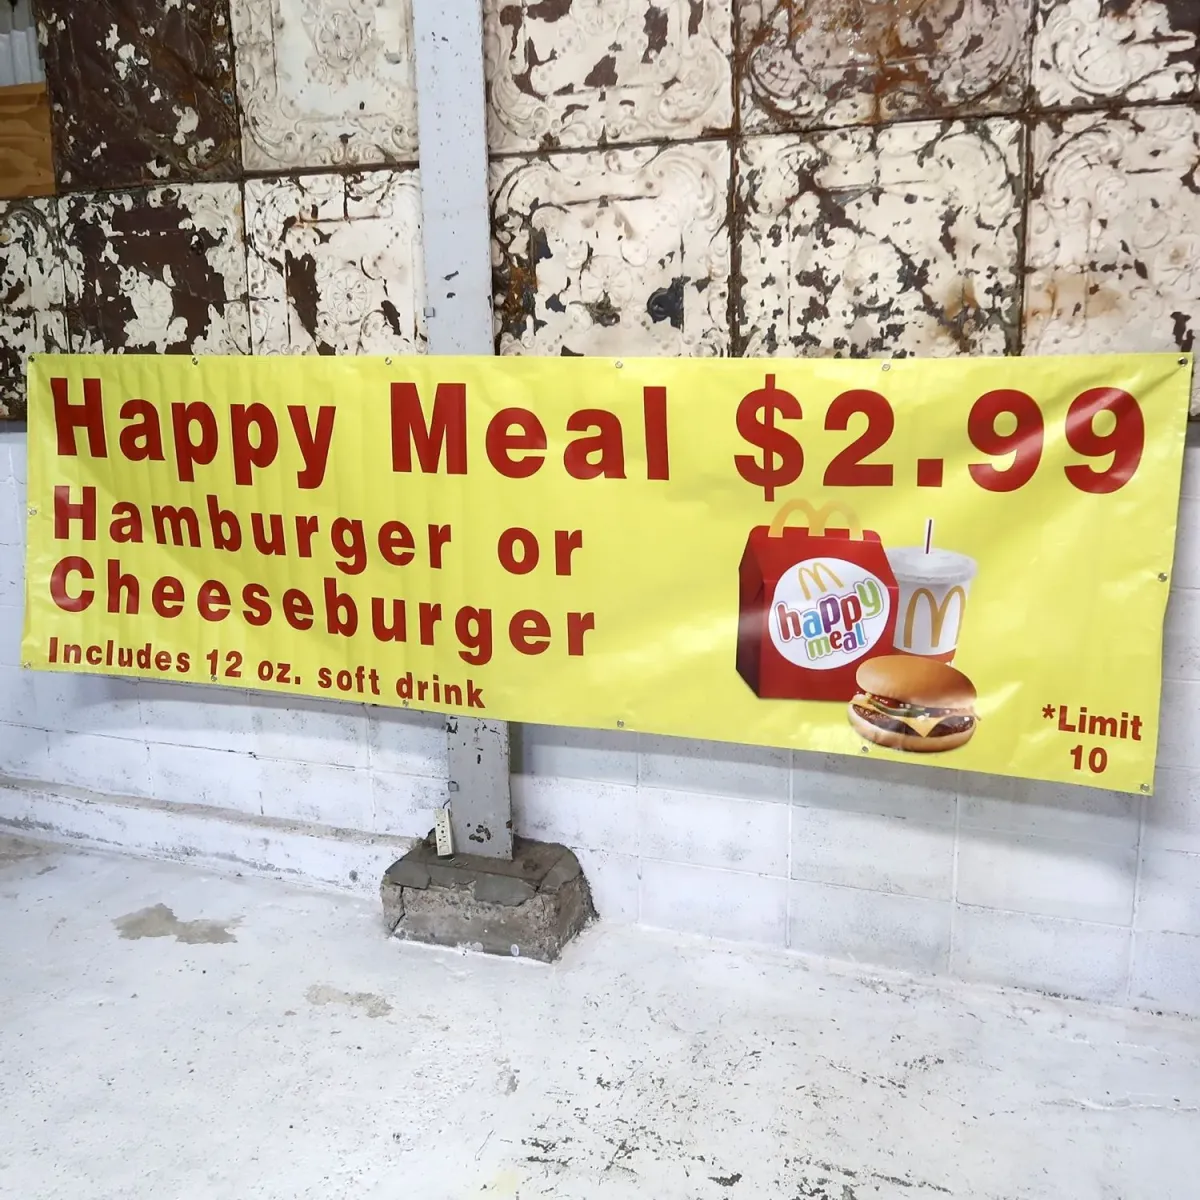 Happy Meal $2.99
Hamburger or
Cheeseburger
Includes 12 oz. soft drink
happy
meal
*Limit
10